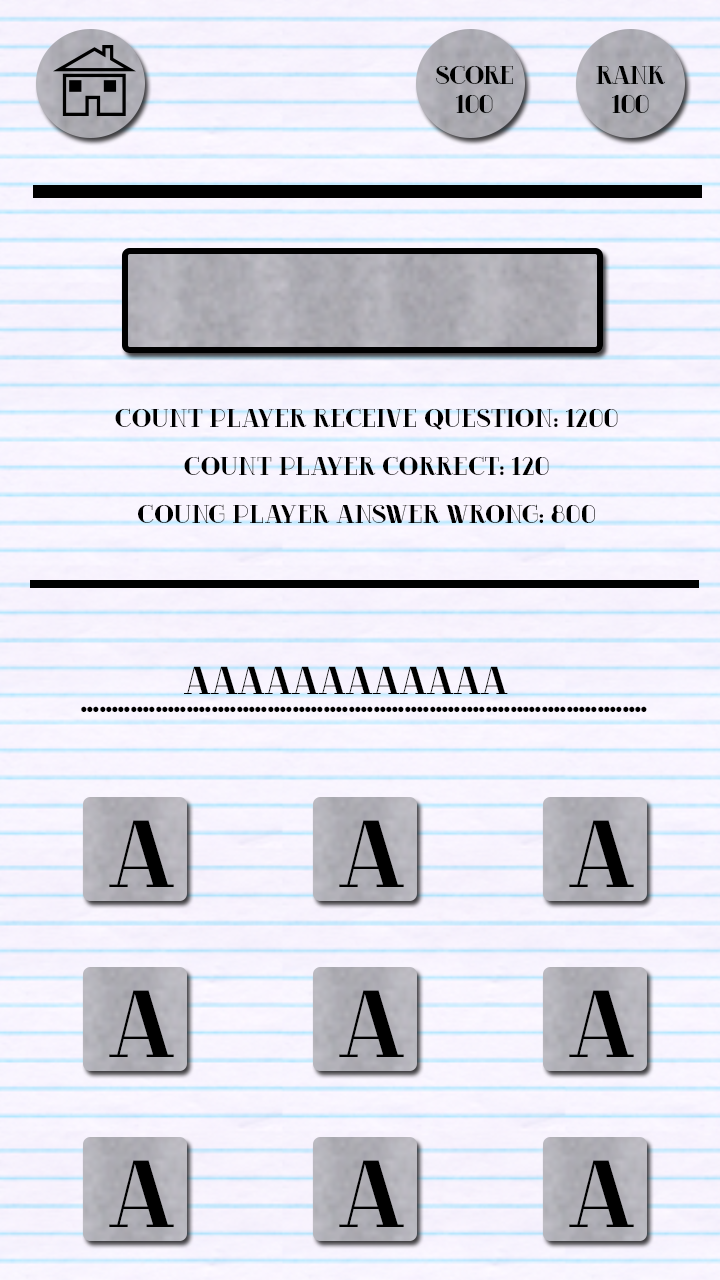 SCORE
100
RANK
100
COUNT PLAYER RECEIVE QUESTION: 1200
COUNT PLAYER CORRECT: 120
COUNG PLAYER ANSWER WRONG: 800
AAAAAAAAAAAA
A A A
A A A
A A A